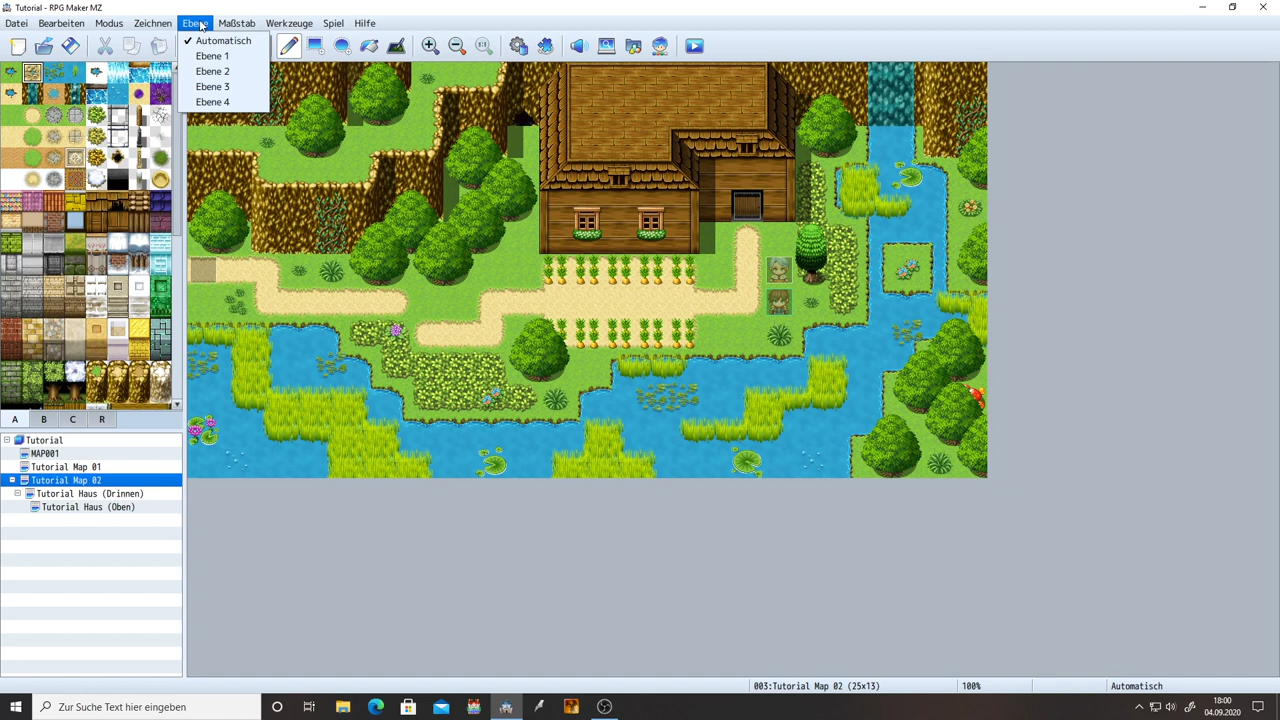 Tutorial - RPG Maker MZ
Datei Bearbeiten Modus Zeichnen Ebene Maßstab Werkzeuge Spiel Hilfe
Automatisch
Ebene 1
Ebene 2
Ebene 3
Ebene 4
1:1
A B C R
Tutorial
MAP001
Tutorial Map 01
Tutorial Map 02
Tutorial Haus (Drinnen)
Tutorial Haus (Oben)
003:Tutorial Map 02 (25x13) 100% Automatisch
Zur Suche Text hier eingeben
18:00
04.09.2020